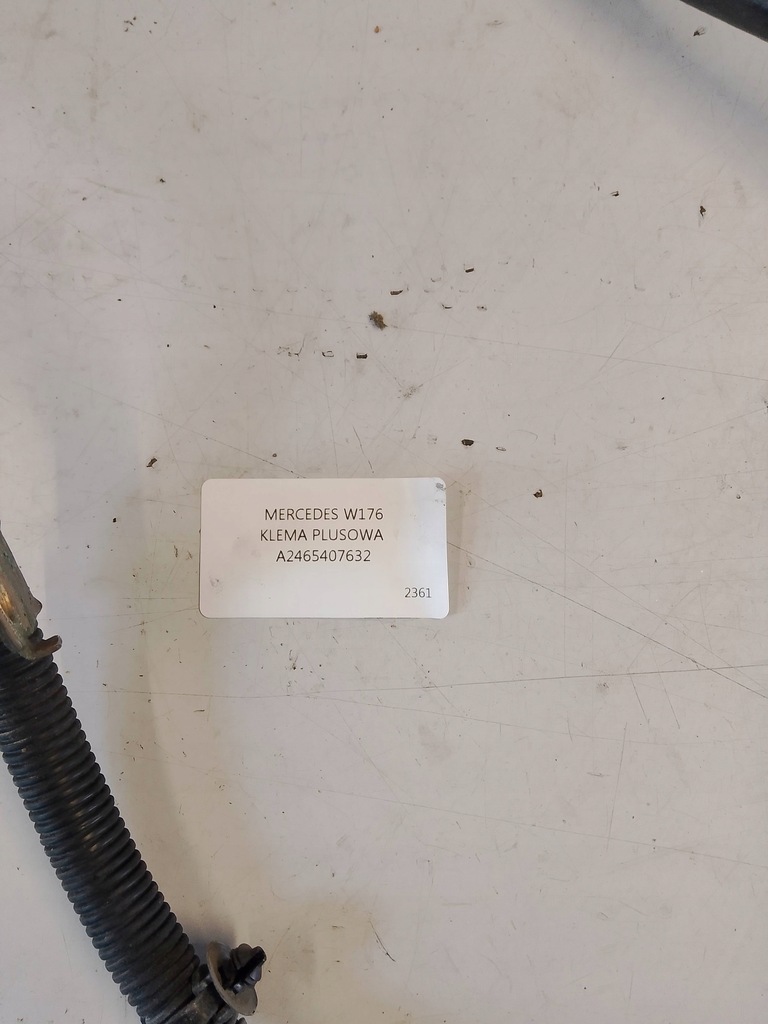 MERCEDES W176
KLEMA PLUSOWA
A2465407632
2361